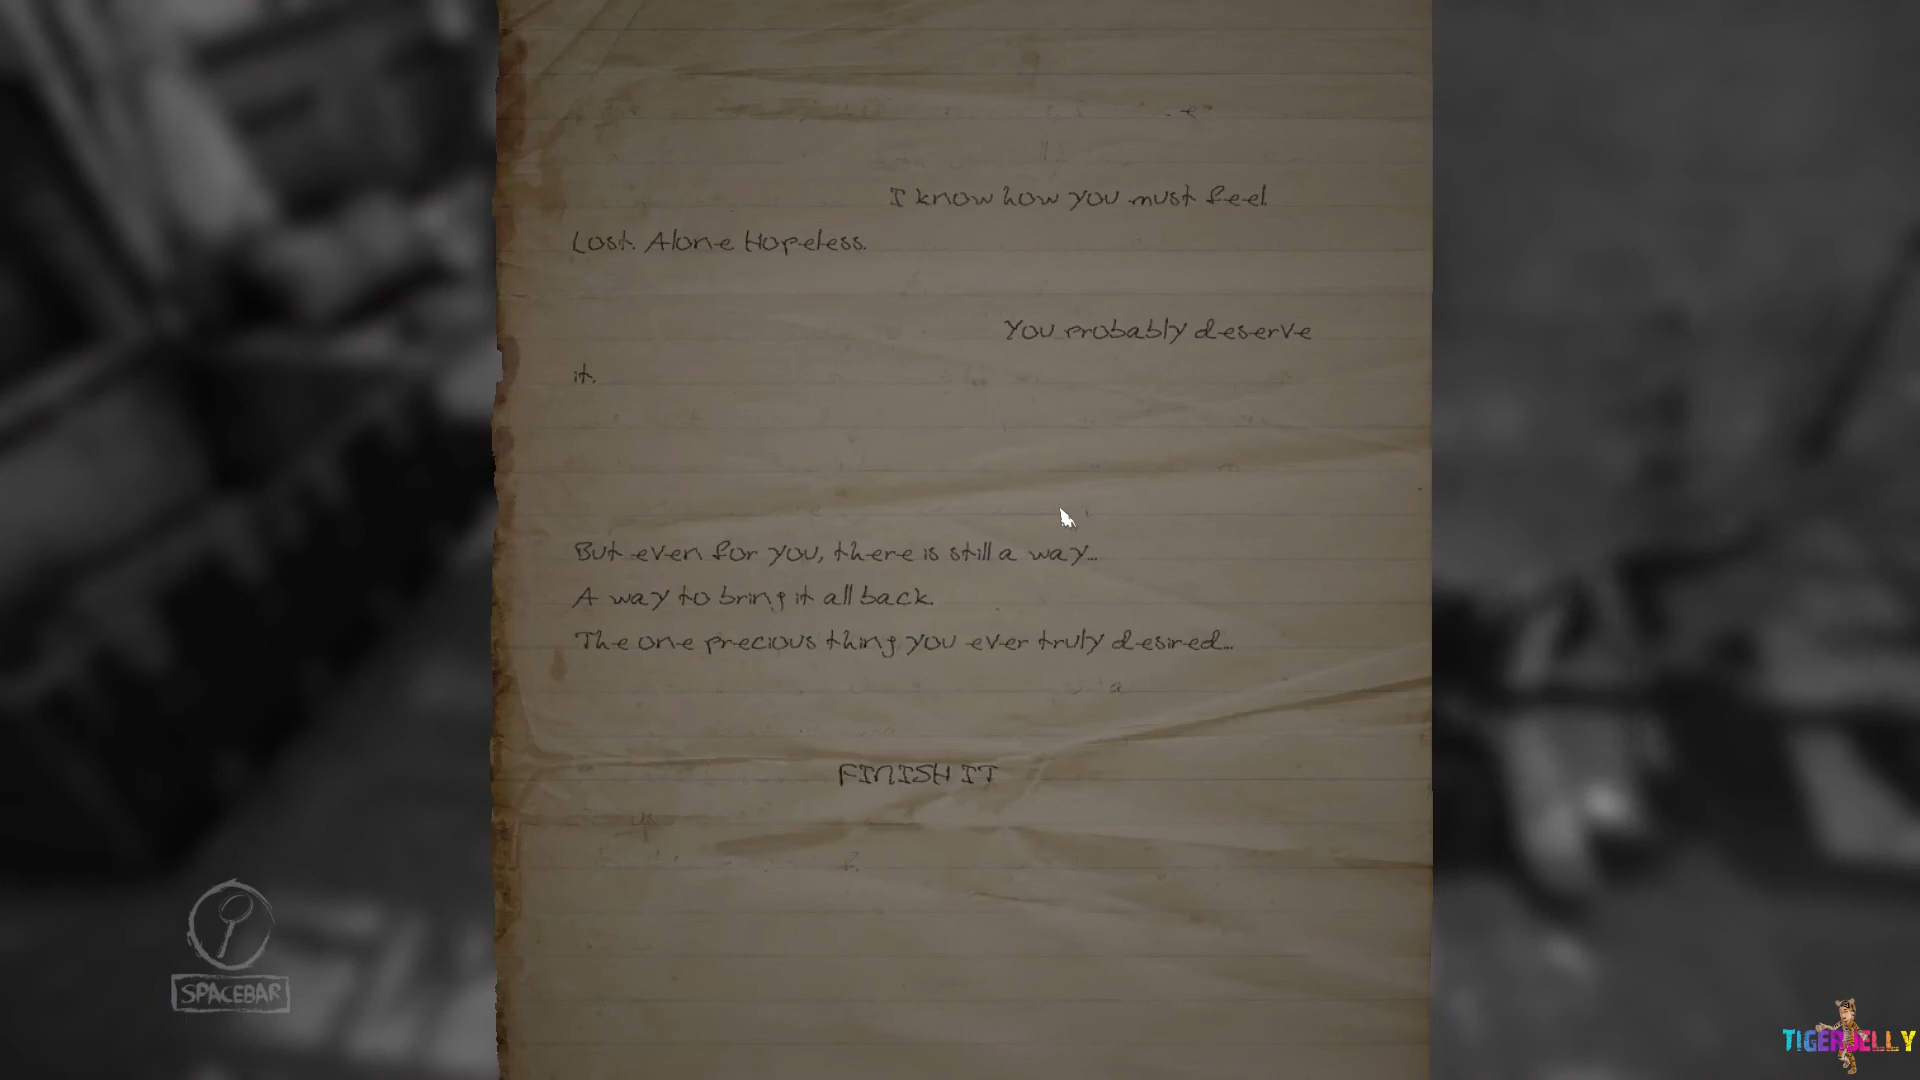 I know how you must feel.
Lost. Alone Hopeless.
You probably deserve
it.
But even for you, there is still a way...
A way to bring it all back.
The one precious thing you ever truly desired...
FINISH IT
SPACEBAR
TIGERJELLY